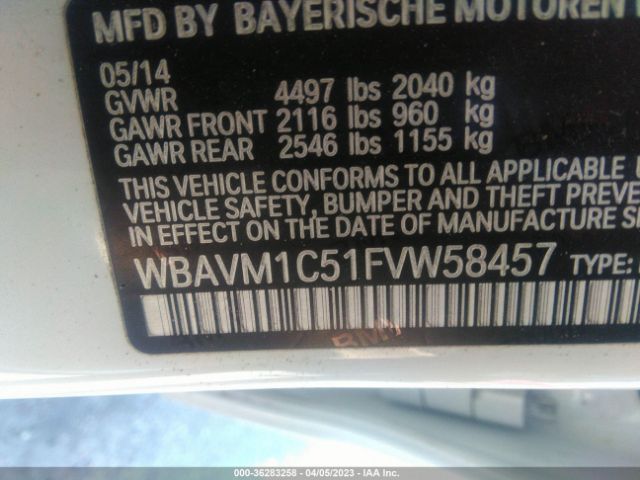 MFD BY BAYERISCHE MOTOREN
05/14
GVWR 4497 lbs 2040 kg
GAWR FRONT 2116 lbs 960 kg
GAWR REAR 2546 lbs 1155 kg
THIS VEHICLE CONFORMS TO ALL APPLICABLE
VEHICLE SAFETY, BUMPER AND THEFT PREVE
IN EFFECT ON THE DATE OF MANUFACTURE
WBAVM1C51FVW58457 TYPE:
BMW
000-36283258 - 04/05/2023 - IAA Inc.